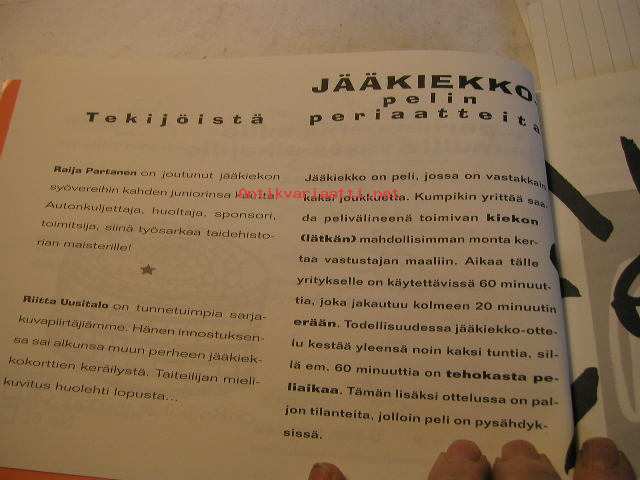 Tekijöistä
Raija Partanen on joutunut jääkiekon
syövereihin kahden juniorinsa kautta.
Autonkuljettaja, huoltaja, sponsori,
toimitsija, siinä työsarkaa taidehisto-
rian maisterille!
Riitta Uusitalo on tunnetuimpia sarja-
kuvapiirtäjiämme. Hänen innostuksen-
sa sai alkunsa muun perheen jääkiek-
kokorttien keräilystä. Taiteilijan mieli-
kuvitus huolehti lopusta...
JÄÄKIEKKO-
pelin
periaatteita
Jääkiekko on peli, jossa on vastakkain
kaksi joukkuetta. Kumpikin yrittää saa-
da pelivälineenä toimivan kiekon
(lätkän) mahdollisimman monta ker-
taa vastustajan maaliin. Aikaa tälle
yritykselle on käytettävissä 60 minuut-
tia, joka jakautuu kolmeen 20 minuutin
erään. Todellisuudessa jääkiekko-otte-
lu kestää yleensä noin kaksi tuntia, sil-
lä em. 60 minuuttia on tehokasta pe-
liaikaa. Tämän lisäksi ottelussa on pal-
jon tilanteita, jolloin peli on pysähdyk-
sissä.
Antikvariaatti.net